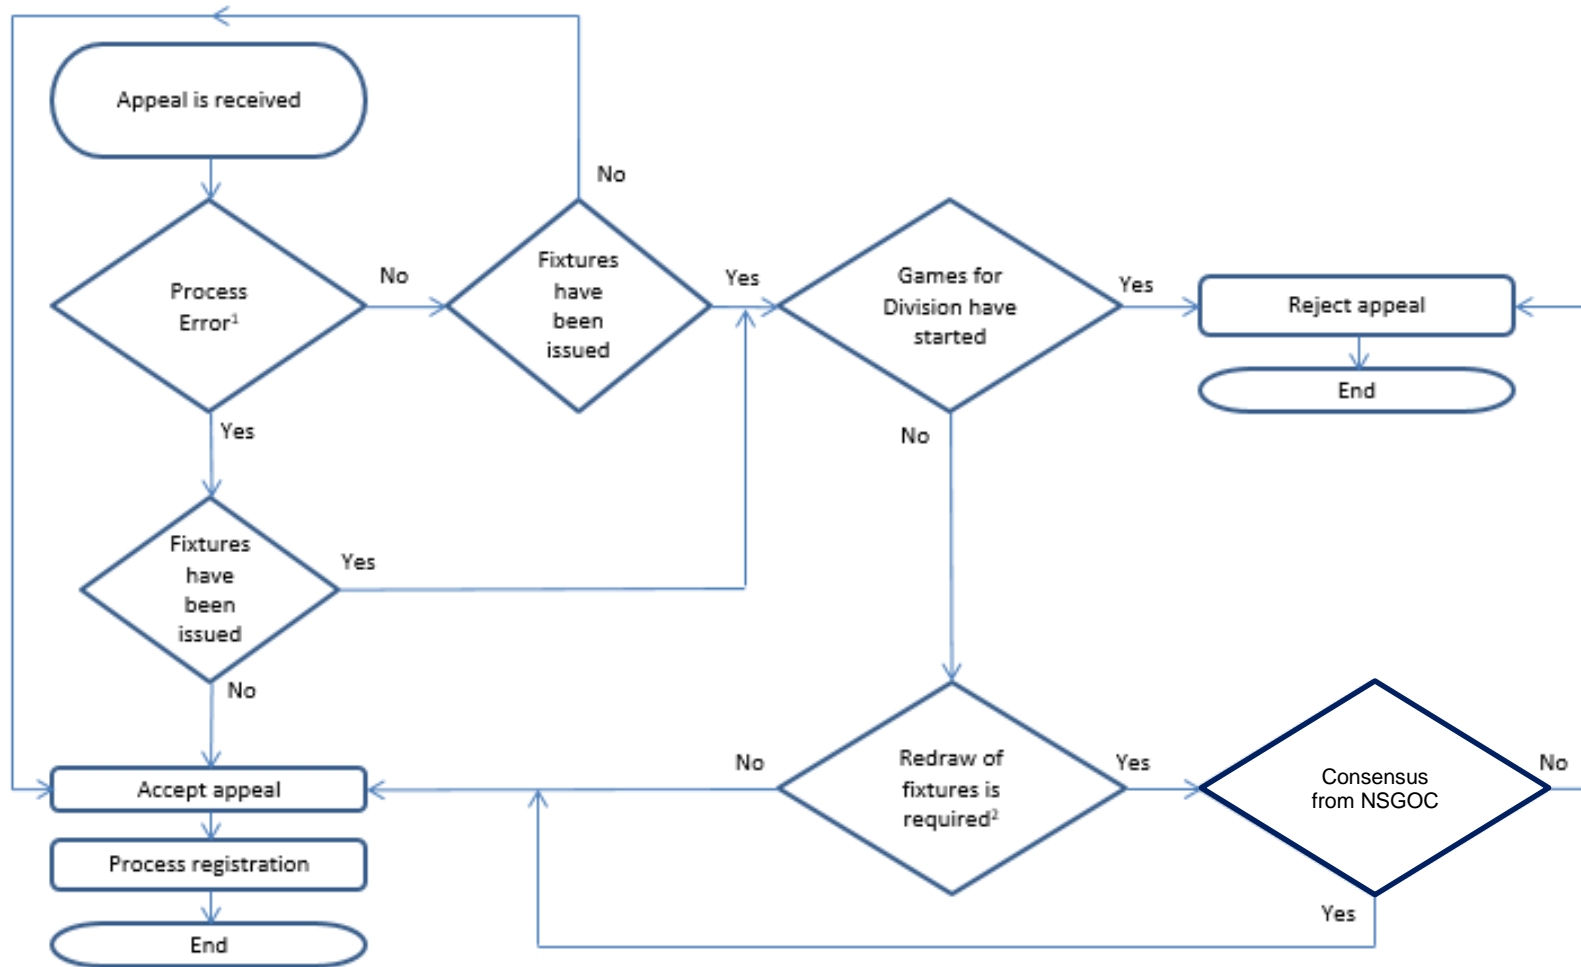 Appeal is received
No
Process
Error¹
No
Fixtures
have
been
issued
Yes
Games for
Division have
started
Yes
Reject appeal
End
Yes
No
Fixtures
have
been
issued
Yes
No
Accept appeal
Process registration
End
No
Redraw of
fixtures is
required²
Yes
Consensus
from NSGOC
No
Yes